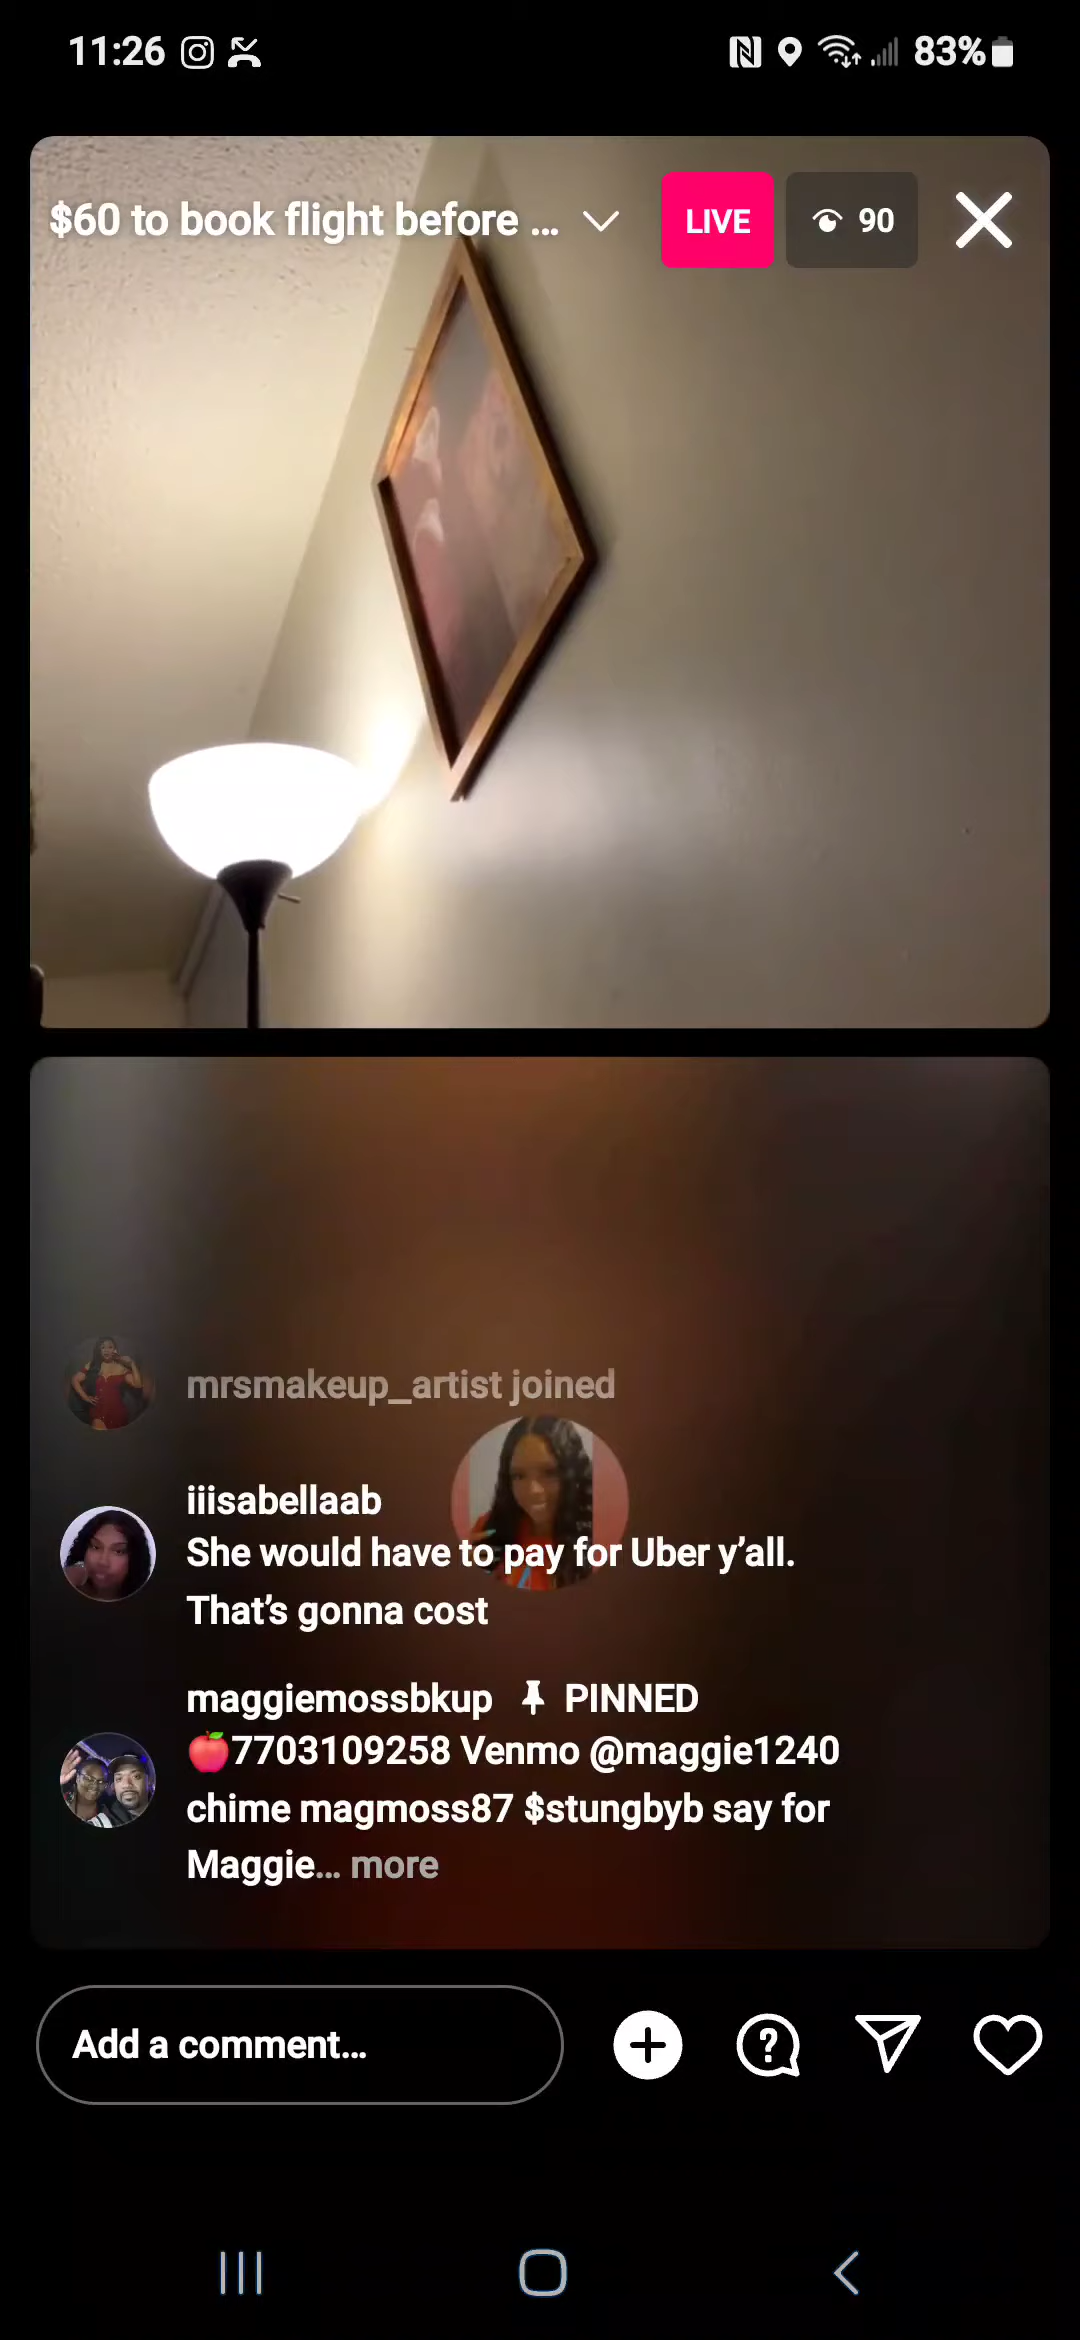 11:26
83%
$60 to book flight before ...
LIVE
90
mrsmakeup_artist joined
iiisabellaab
She would have to pay for Uber y’all.
That’s gonna cost
maggiemossbkup PINNED
🍎7703109258 Venmo @maggie1240
chime magmoss87 $stungbyb say for
Maggie... more
Add a comment...